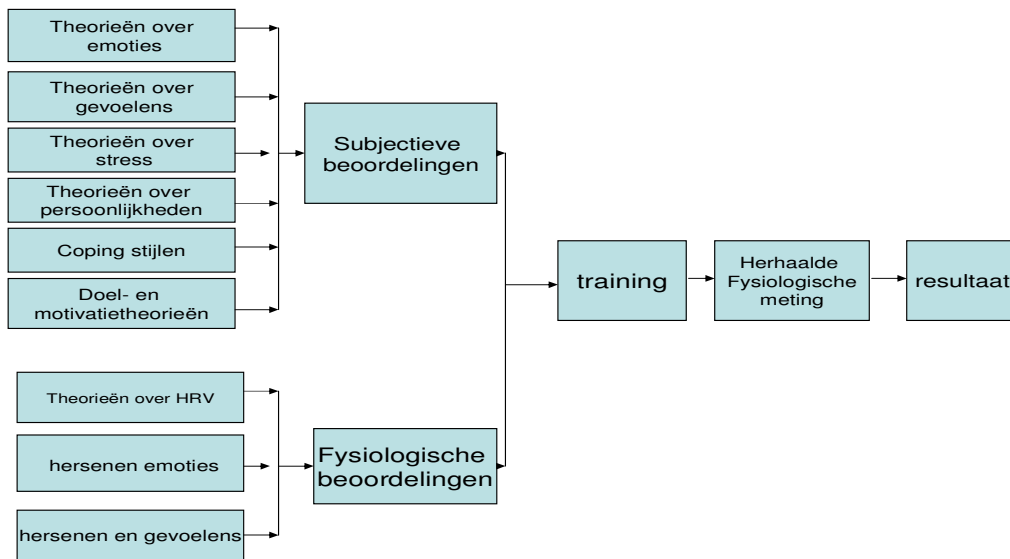 Theorieën over
emoties
Theorieën over
gevoelens
Theorieën over
stress
Theorieën over
persoonlijkheden
Coping stijlen
Doel- en
motivatietheorieën
Subjectieve
beoordelingen
Theorieën over HRV
hersenen emoties
hersenen en gevoelens
Fysiologische
beoordelingen
training
Herhaalde
Fysiologische
meting
resultaat